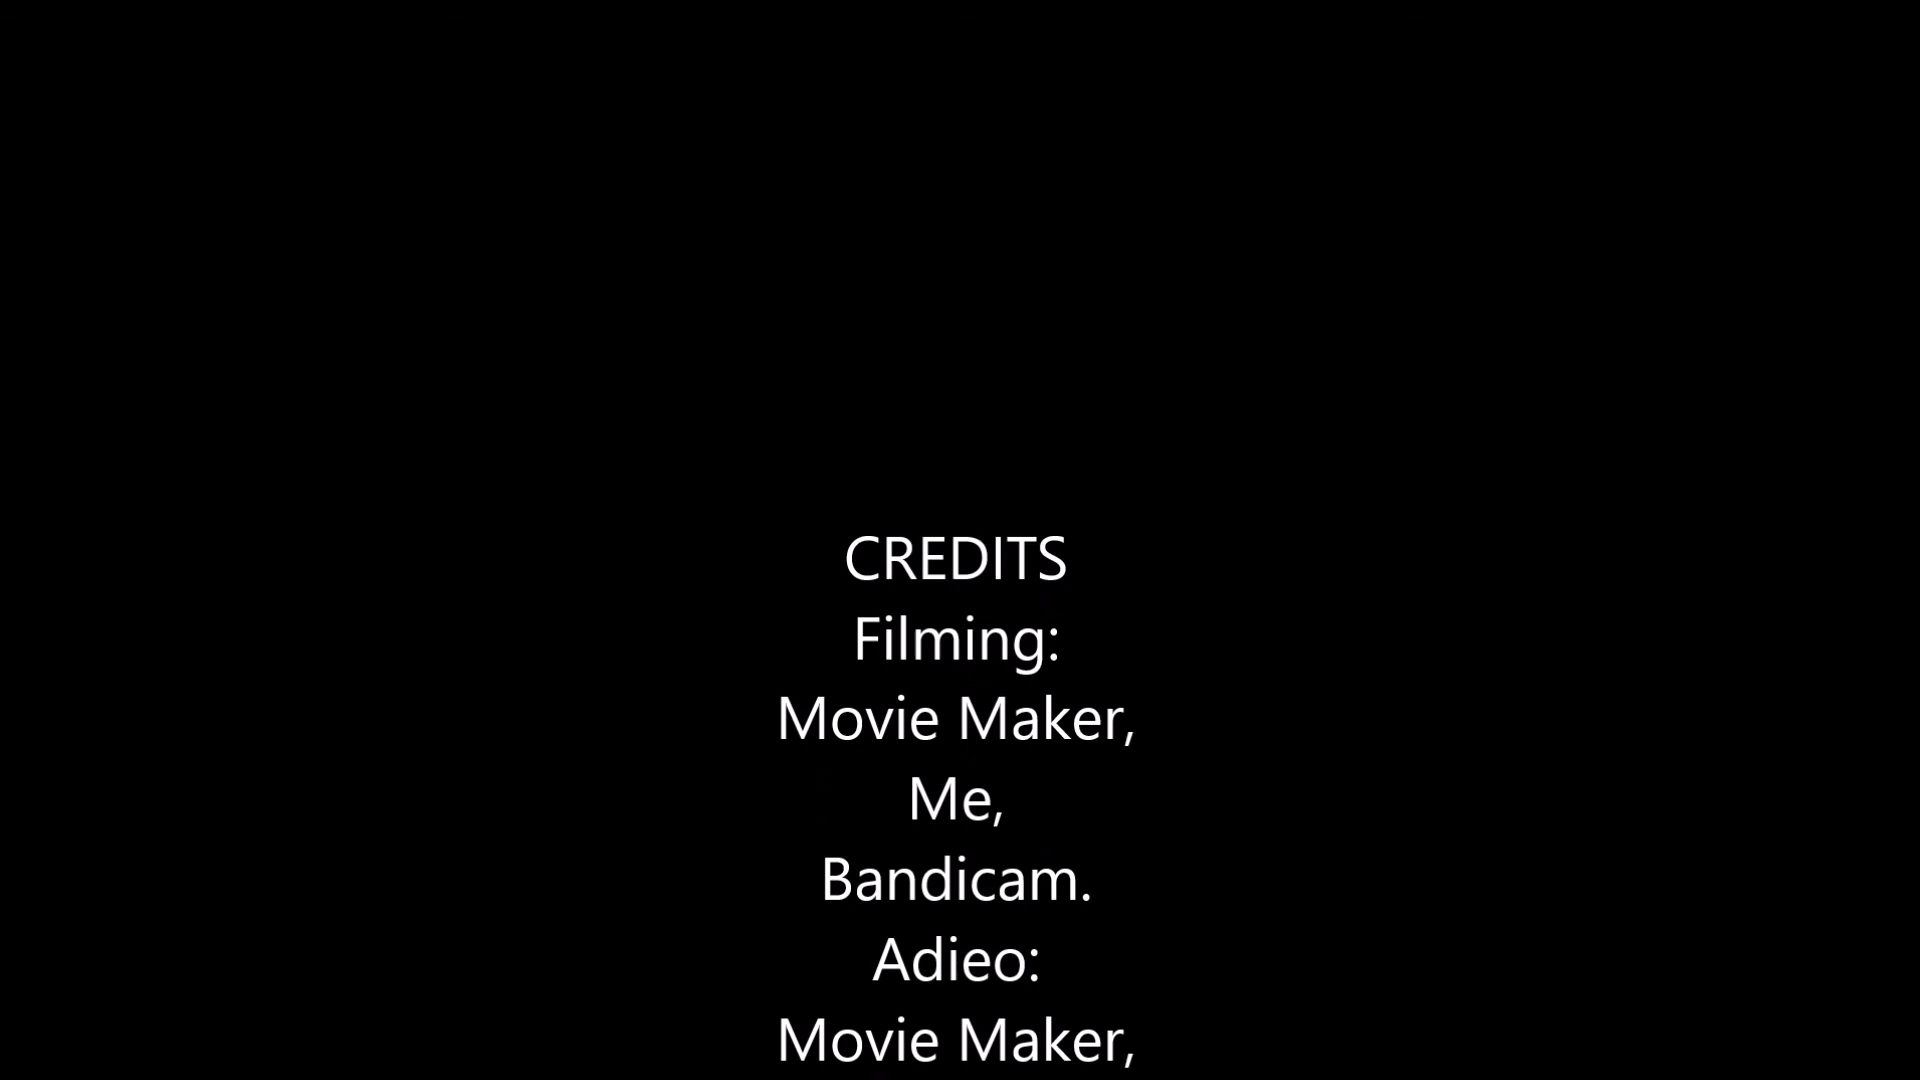 CREDITS
Filming:
Movie Maker,
Me,
Bandicam.
Adieo:
Movie Maker,